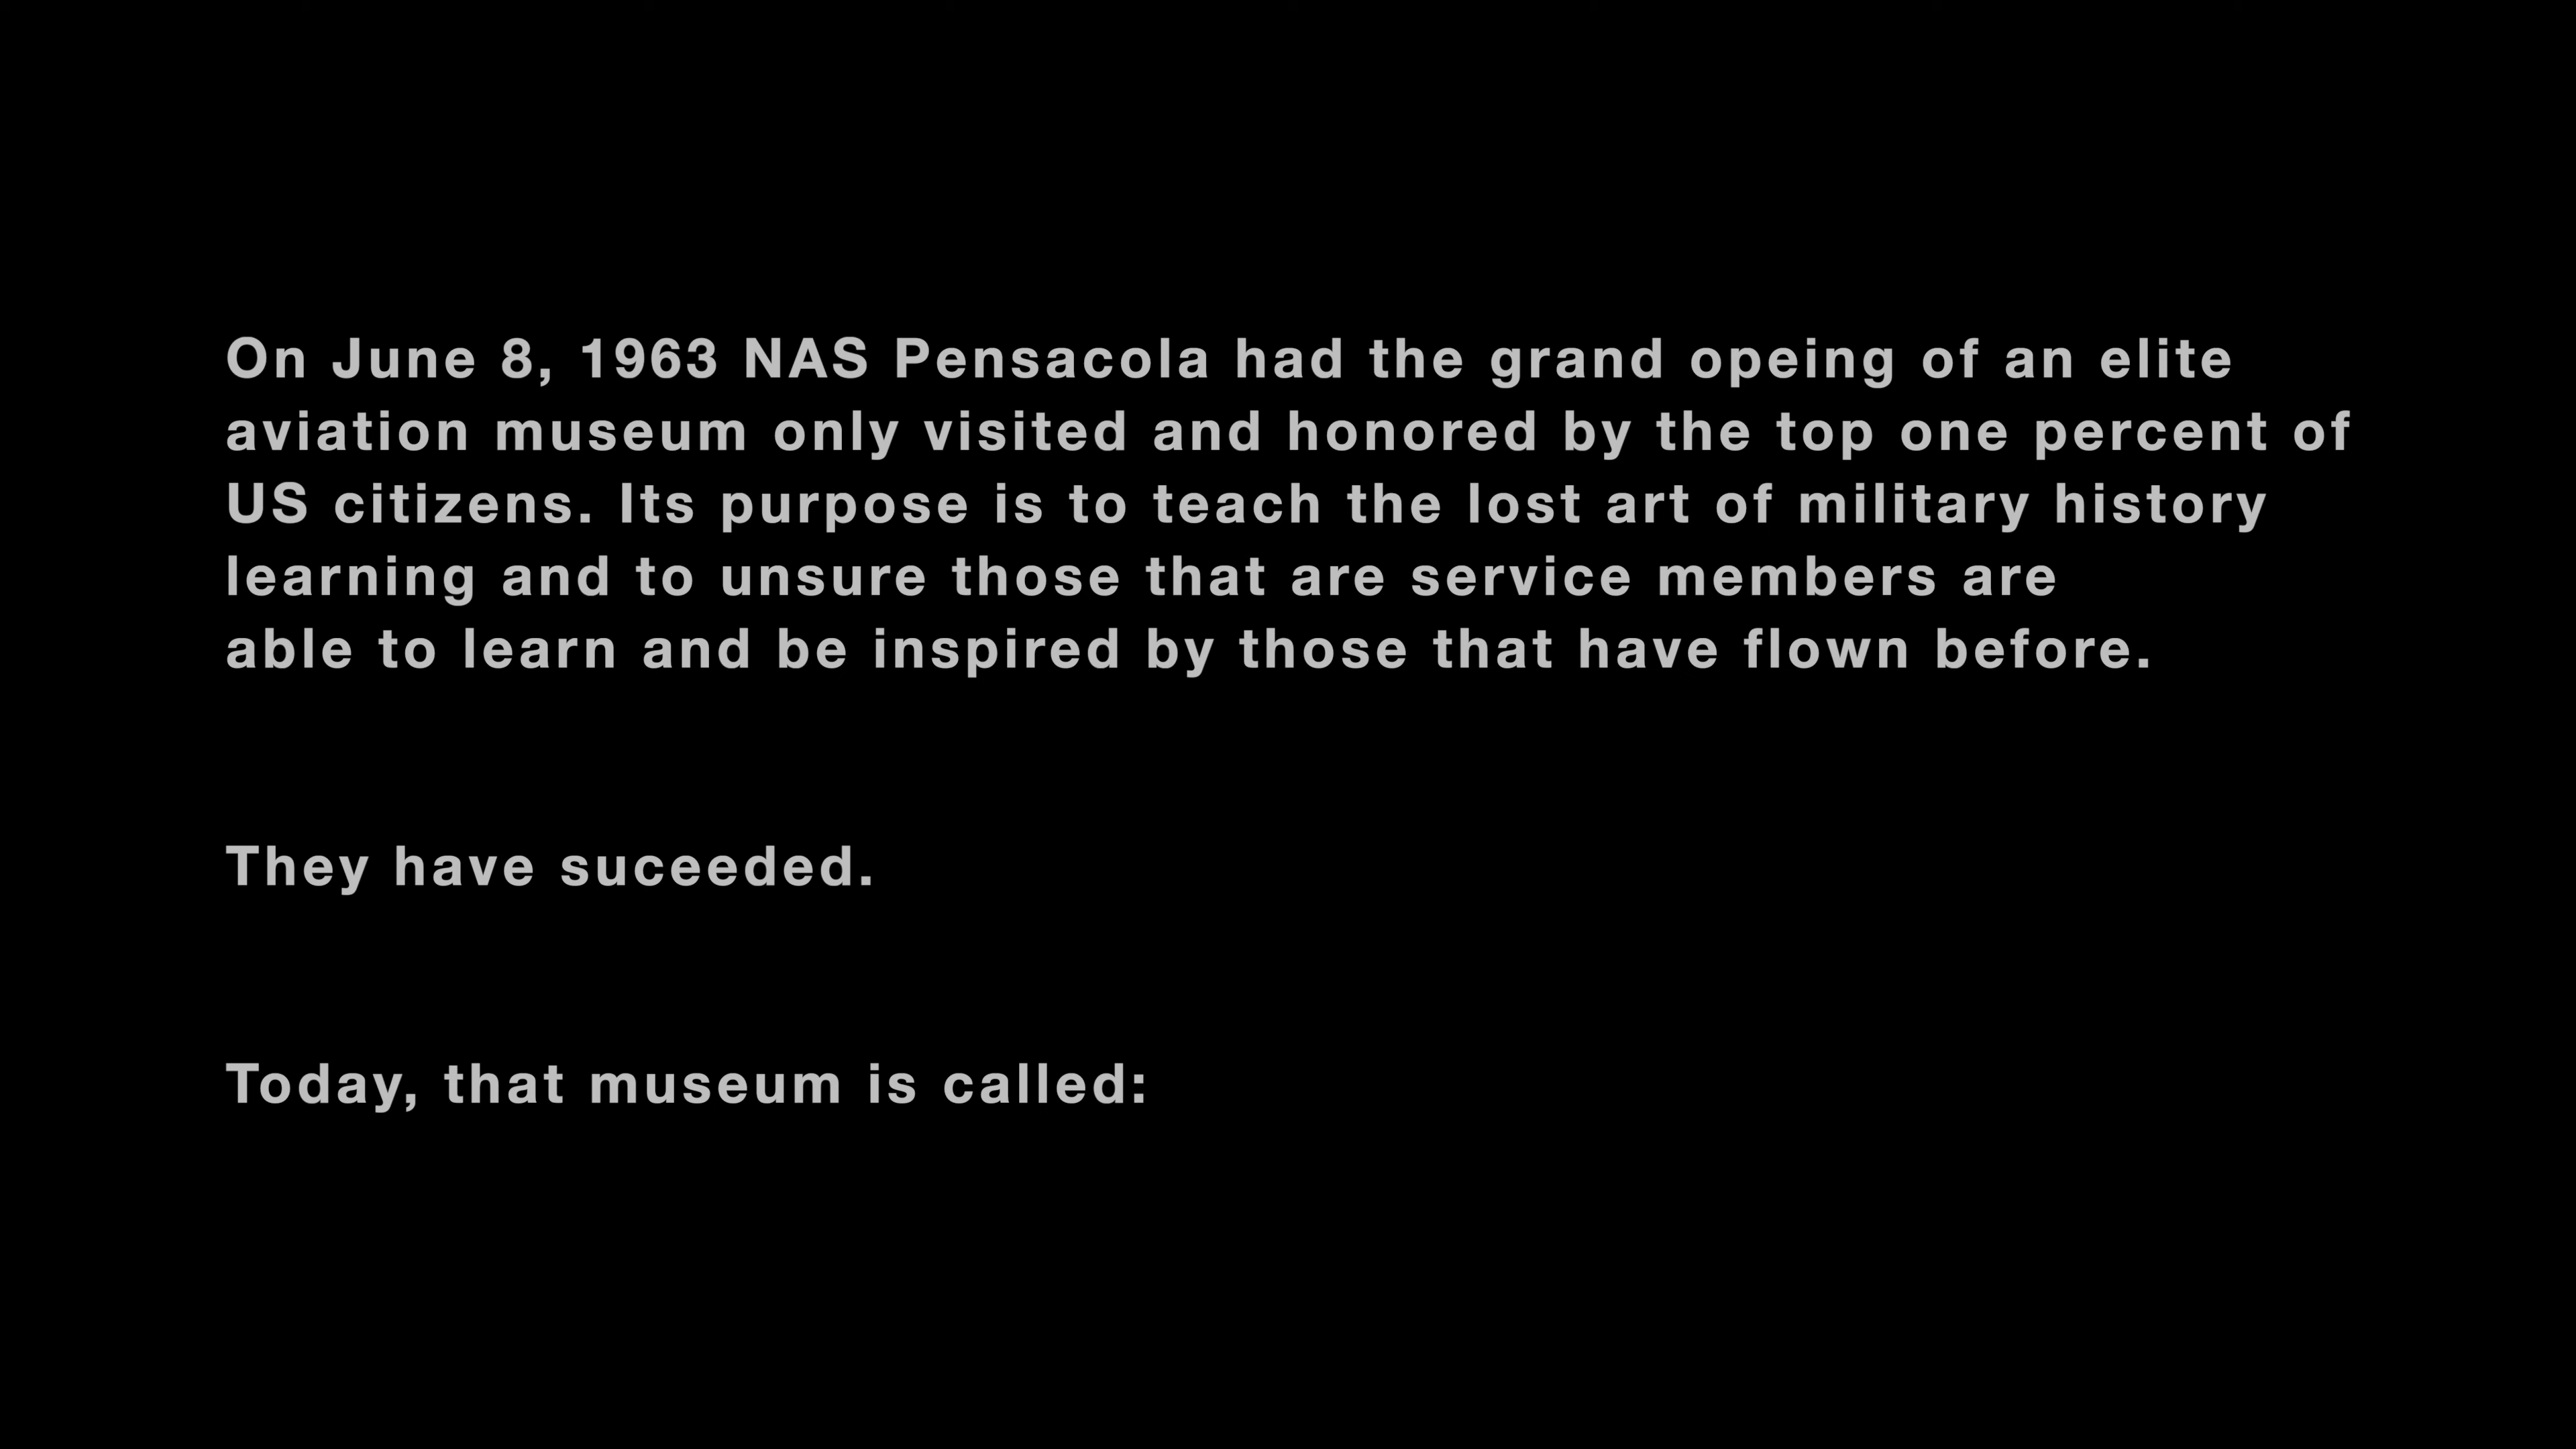 On June 8, 1963 NAS Pensacola had the grand opeing of an elite
aviation museum only visited and honored by the top one percent of
US citizens. Its purpose is to teach the lost art of military history
learning and to unsure those that are service members are
able to learn and be inspired by those that have flown before.
They have suceeded.
Today, that museum is called: